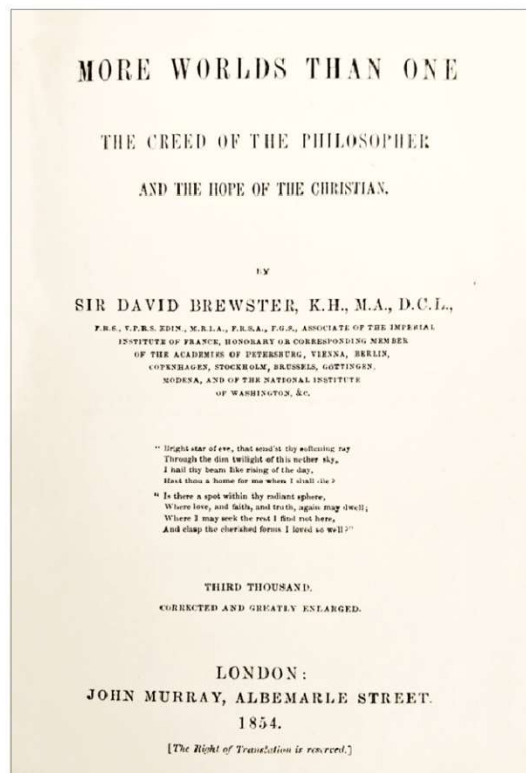 MORE WORLDS THAN ONE
THE CREED OF THE PHILOSOPHER
AND THE HOPE OF THE CHRISTIAN.
BY
SIR DAVID BREWSTER, K.H., M.A., D.C.L.,
F.R.S., V.P.R.S. EDIN., M.R.I.A., F.R.S.A., F.G.S., ASSOCIATE OF THE IMPERIAL
INSTITUTE OF FRANCE, HONORARY OR CORRESPONDING MEMBER
OF THE ACADEMIES OF PETERSBURG, VIENNA, BERLIN,
COPENHAGEN, STOCKHOLM, BRUSSELS, GÖTTINGEN,
MODENA, AND OF THE NATIONAL INSTITUTE
OF WASHINGTON, &C.
"Bright star of eve, that send'st thy softening ray
Through the dim twilight of this nether sky,
I hail thy beam like rising of the day,
Hast thou a home for me when I shall die?
"Is there a spot within thy radiant sphere,
Where love, and faith, and truth, again may dwell;
Where I may seek the rest I find not here,
And clasp the cherished forms I loved so well?"
THIRD THOUSAND.
CORRECTED AND GREATLY ENLARGED.
LONDON:
JOHN MURRAY, ALBEMARLE STREET.
1854.
[The Right of Translation is reserved.]